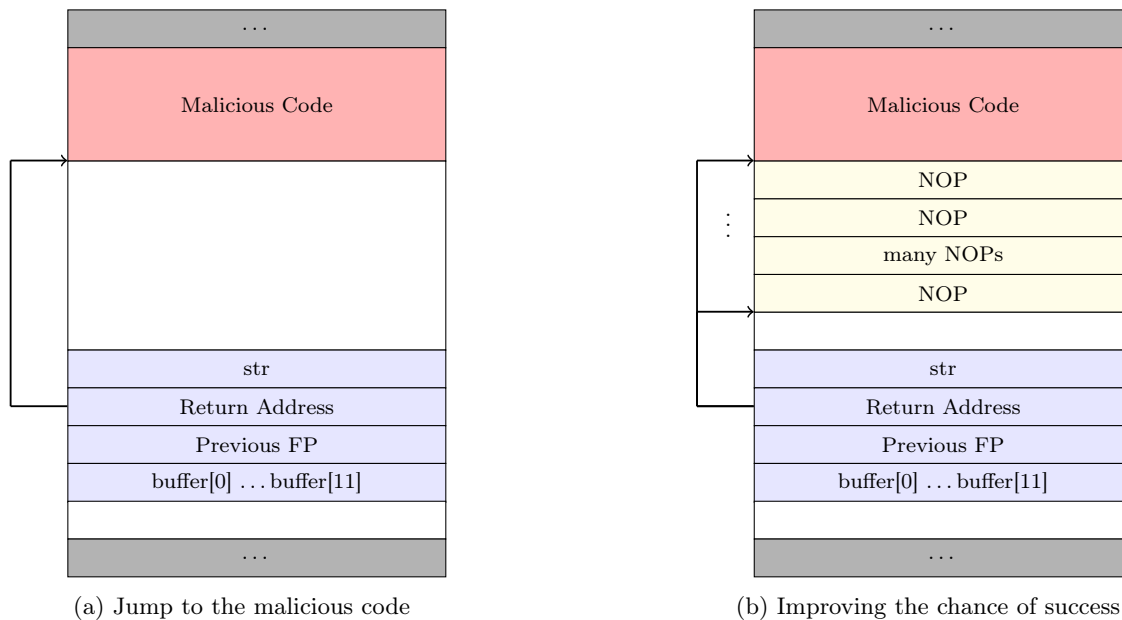 ...
Malicious Code
str
Return Address
Previous FP
buffer[0] ... buffer[11]
...
(a) Jump to the malicious code
...
Malicious Code
NOP
NOP
many NOPs
NOP
⋮
str
Return Address
Previous FP
buffer[0] ... buffer[11]
...
(b) Improving the chance of success